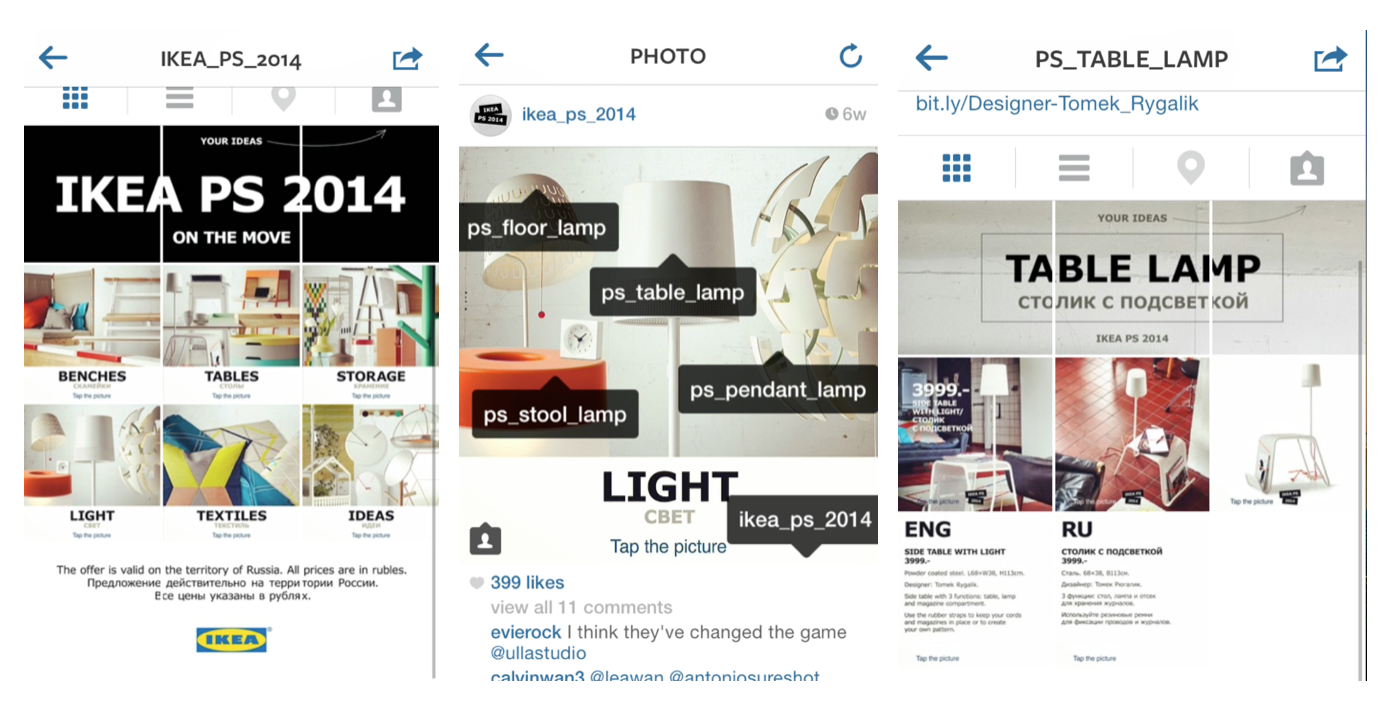 IKEA_PS_2014
YOUR IDEAS
IKEA PS 2014
ON THE MOVE
BENCHES
СКАМЕЙКИ
Tap the picture
TABLES
СТОЛЫ
Tap the picture
STORAGE
ХРАНЕНИЕ
Tap the picture
LIGHT
СВЕТ
Tap the picture
TEXTILES
ТЕКСТИЛЬ
Tap the picture
IDEAS
ИДЕИ
Tap the picture
The offer is valid on the territory of Russia. All prices are in rubles.
Предложение действительно на территории России.
Все цены указаны в рублях.
IKEA
PHOTO
IKEA
PS 2014
ikea_ps_2014
6w
ps_floor_lamp
ps_table_lamp
ps_pendant_lamp
ps_stool_lamp
LIGHT
СВЕТ
ikea_ps_2014
Tap the picture
399 likes
view all 11 comments
evierock I think they've changed the game
@ullastudio
calvinwan3 @leawan @antoniosureshot
PS_TABLE_LAMP
bit.ly/Designer-Tomek_Rygalik
YOUR IDEAS
TABLE LAMP
СТОЛИК С ПОДСВЕТКОЙ
IKEA PS 2014
3999.-
SIDE TABLE
WITH LIGHT/
СТОЛИК
С ПОДСВЕТКОЙ
Tap the picture
IKEA PS
2014
Tap the picture
IKEA PS
2014
Tap the picture
IKEA PS
2014
ENG
SIDE TABLE WITH LIGHT
3999.-
Powder coated steel. L68×W38, H113cm.
Designer: Tomek Rygalik.
Side table with 3 functions: table, lamp
and magazine compartment.
Use the rubber straps to keep your cords
and magazines in place or to create
your own pattern.
Tap the picture
RU
СТОЛИК С ПОДСВЕТКОЙ
3999.-
Сталь. 68×38, В113см.
Дизайнер: Томек Ригалик.
3 функции: стол, лампа и отсек
для хранения журналов.
Используйте резиновые ремни
для фиксации проводов и журналов.
Tap the picture